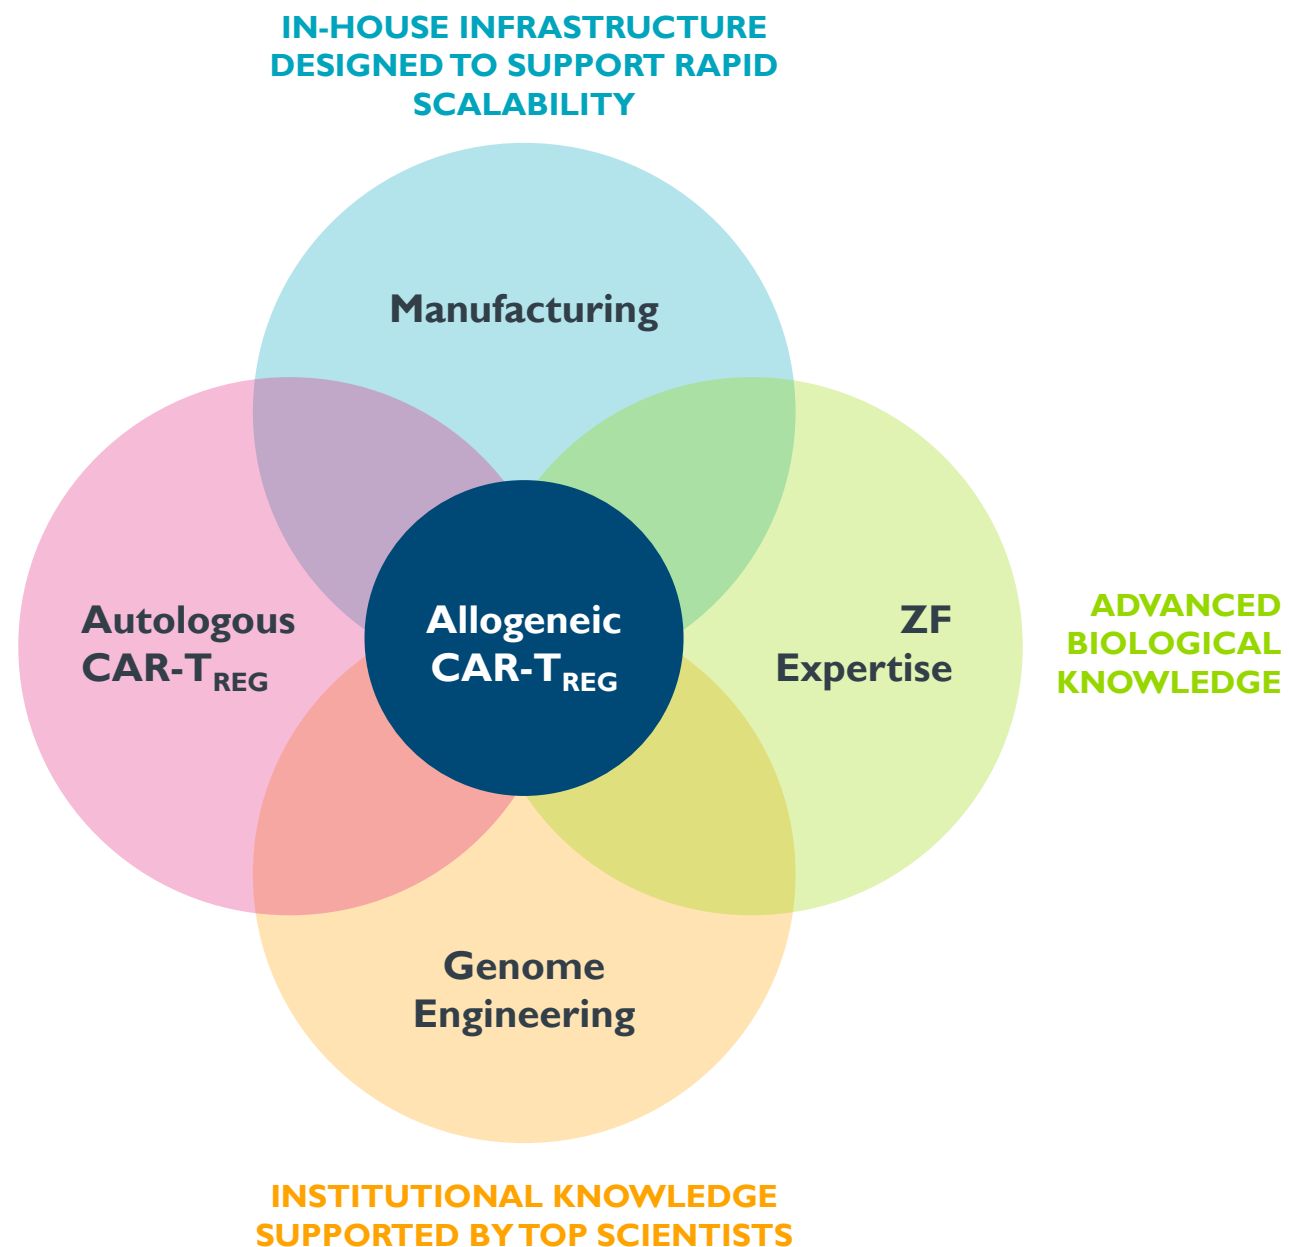 IN-HOUSE INFRASTRUCTURE
DESIGNED TO SUPPORT RAPID
SCALABILITY
Manufacturing
Autologous
CAR-TREG
Allogeneic
CAR-TREG
ZF
Expertise
ADVANCED
BIOLOGICAL
KNOWLEDGE
Genome
Engineering
INSTITUTIONAL KNOWLEDGE
SUPPORTED BY TOP SCIENTISTS